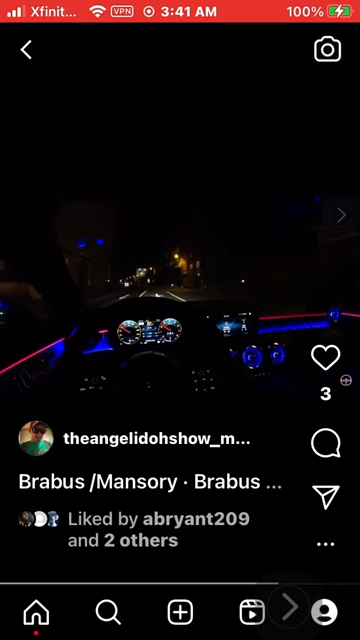 Xfinit... VPN 3:41 AM 100%
3
theangelidohshow_m...
Brabus /Mansory · Brabus ...
Liked by abryant209
and 2 others